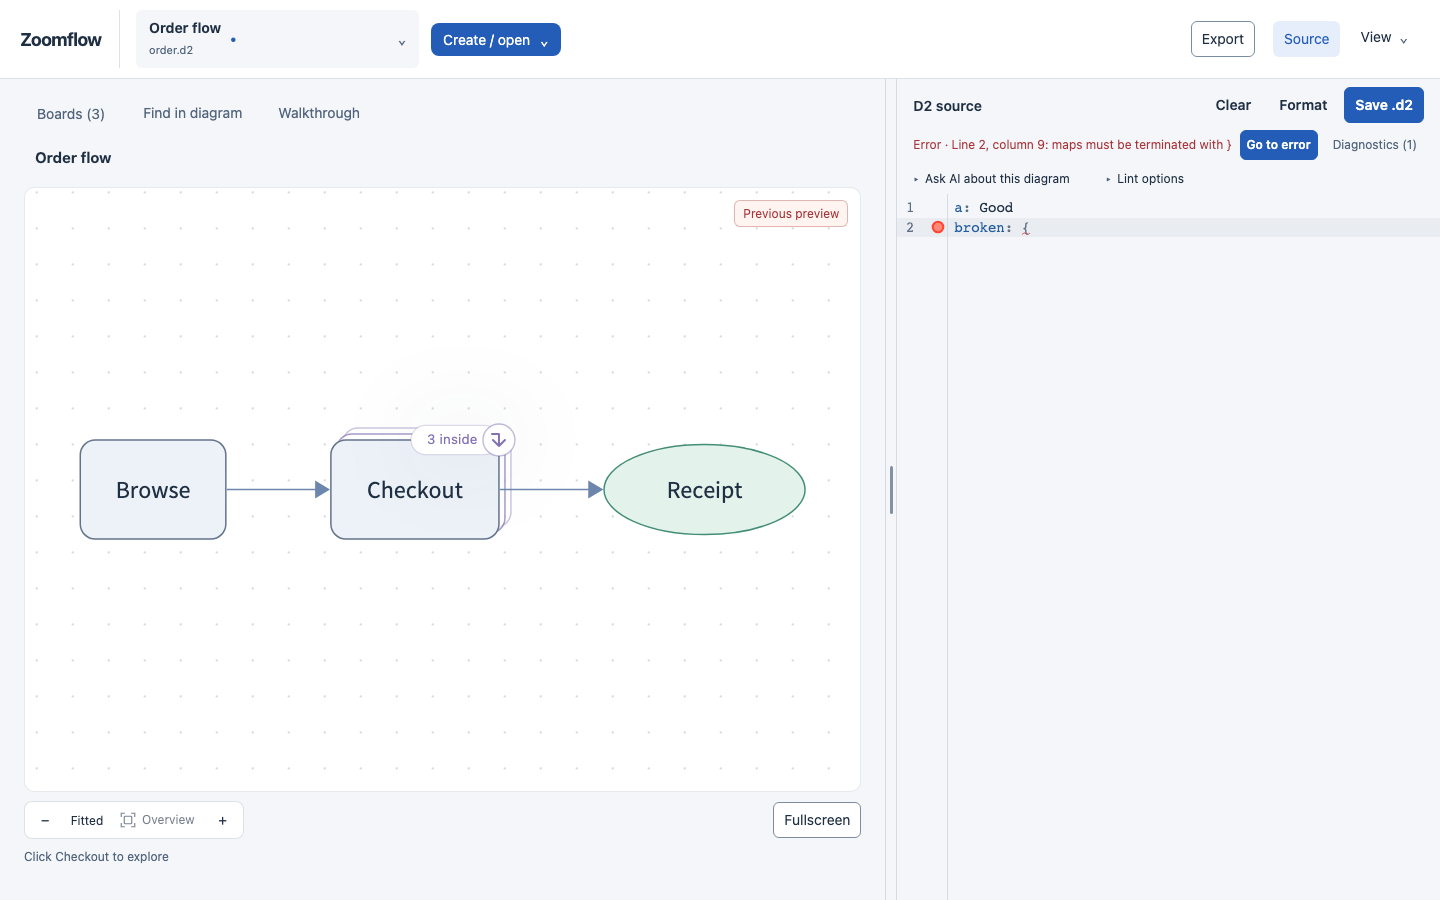 Zoomflow
Order flow
order.d2
Create / open
Export
Source
View
Boards (3)
Find in diagram
Walkthrough
Order flow
Previous preview
Browse
Checkout
3 inside
Receipt
−
Fitted
Overview
+
Fullscreen
Click Checkout to explore
D2 source
Clear
Format
Save .d2
Error · Line 2, column 9: maps must be terminated with }
Go to error
Diagnostics (1)
Ask AI about this diagram
Lint options
1 a: Good
2 broken: {